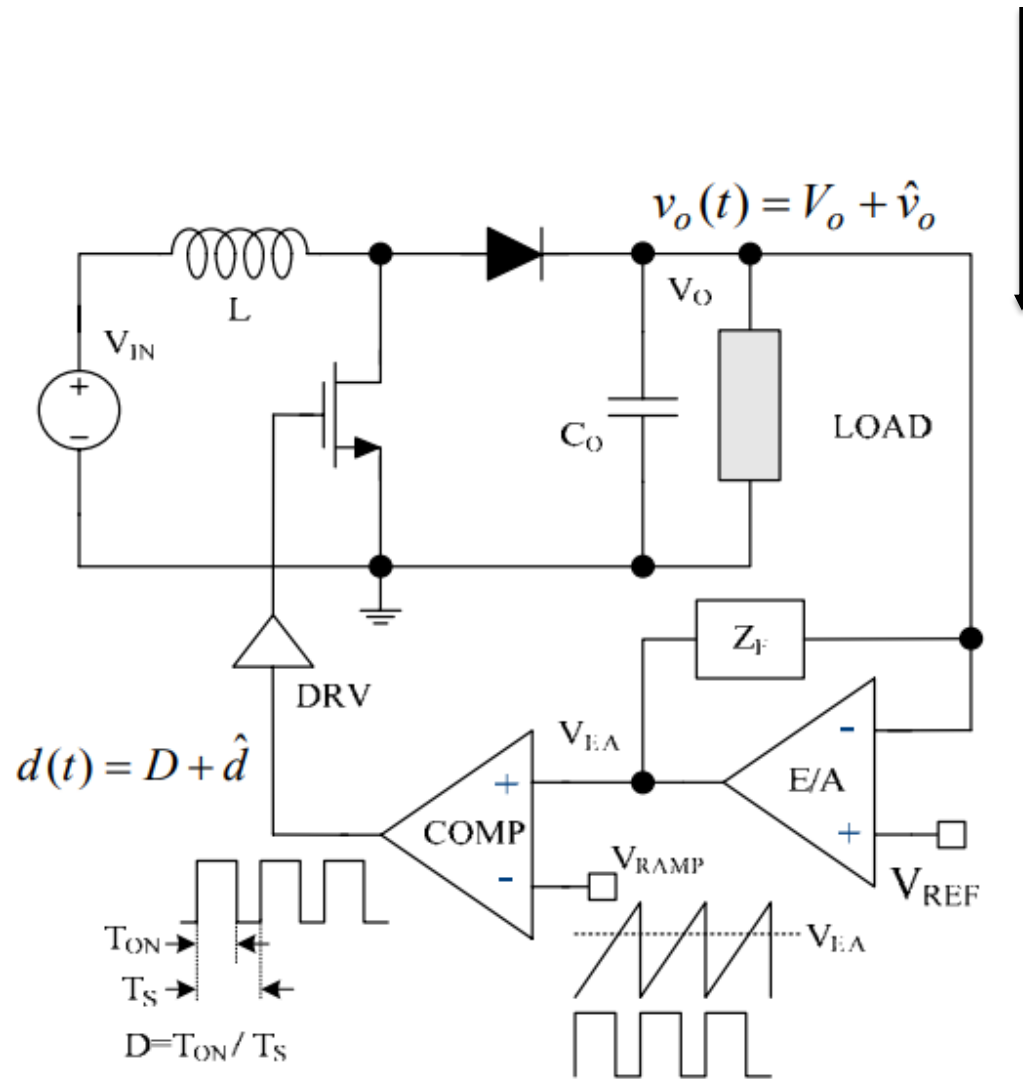 v_o(t) = V_o + v̂_o
L
V_O
V_IN
+
−
C_O
LOAD
Z_F
DRV
V_EA
d(t) = D + d̂
-
E/A
+
+
COMP
-
V_RAMP
V_REF
T_ON
V_EA
T_S
D=T_ON / T_S